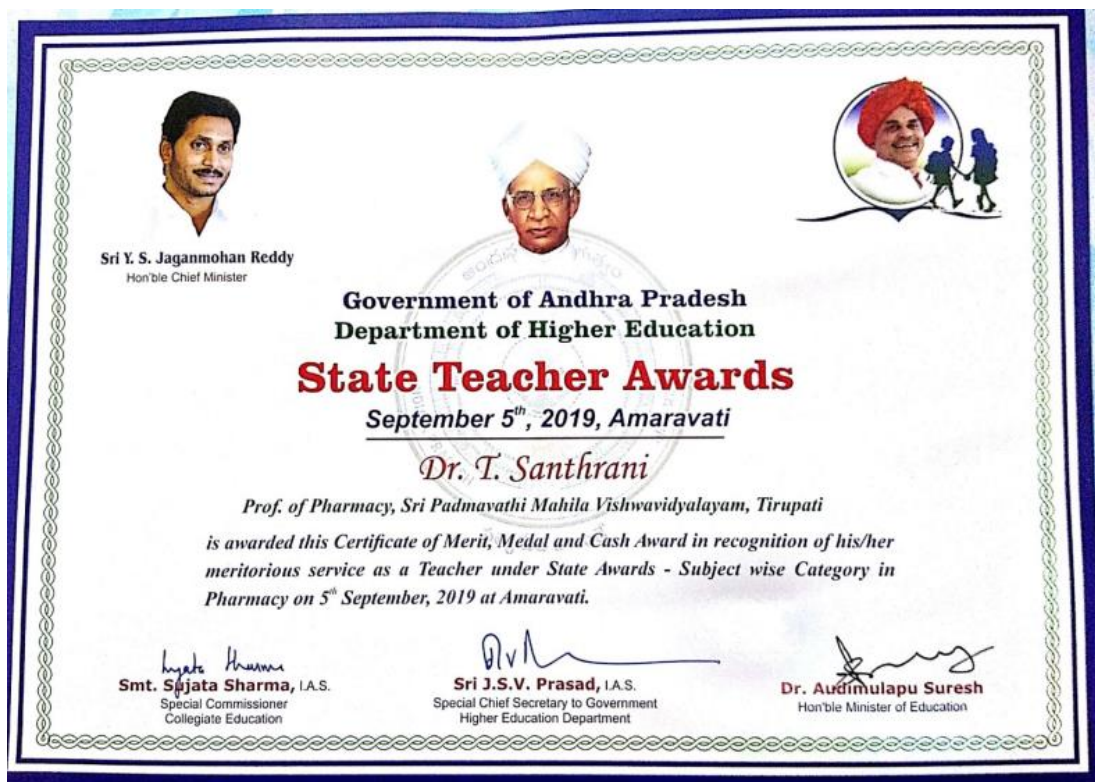 Sri Y. S. Jaganmohan Reddy
Hon'ble Chief Minister
Government of Andhra Pradesh
Department of Higher Education
State Teacher Awards
September 5th, 2019, Amaravati
Dr. T. Santhrani
Prof. of Pharmacy, Sri Padmavathi Mahila Vishwavidyalayam, Tirupati
is awarded this Certificate of Merit, Medal and Cash Award in recognition of his/her
meritorious service as a Teacher under State Awards - Subject wise Category in
Pharmacy on 5th September, 2019 at Amaravati.
Smt. Sujata Sharma, I.A.S.
Special Commissioner
Collegiate Education
Sri J.S.V. Prasad, I.A.S.
Special Chief Secretary to Government
Higher Education Department
Dr. Audimulapu Suresh
Hon'ble Minister of Education